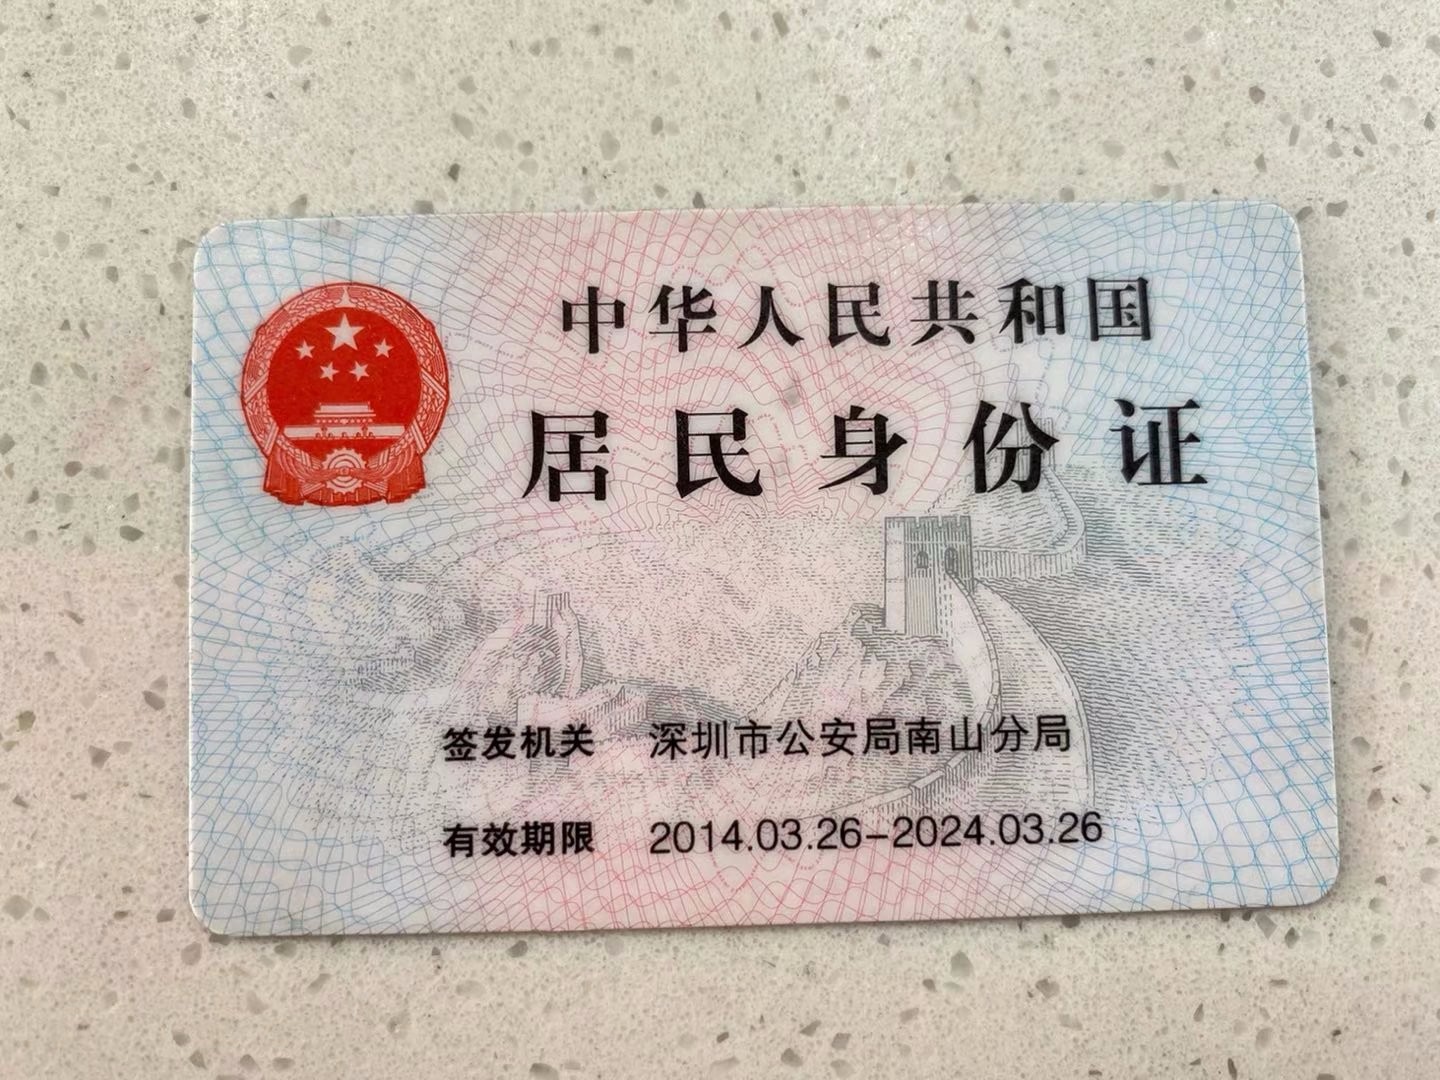 中华人民共和国
居民身份证
签发机关 深圳市公安局南山分局
有效期限 2014.03.26-2024.03.26